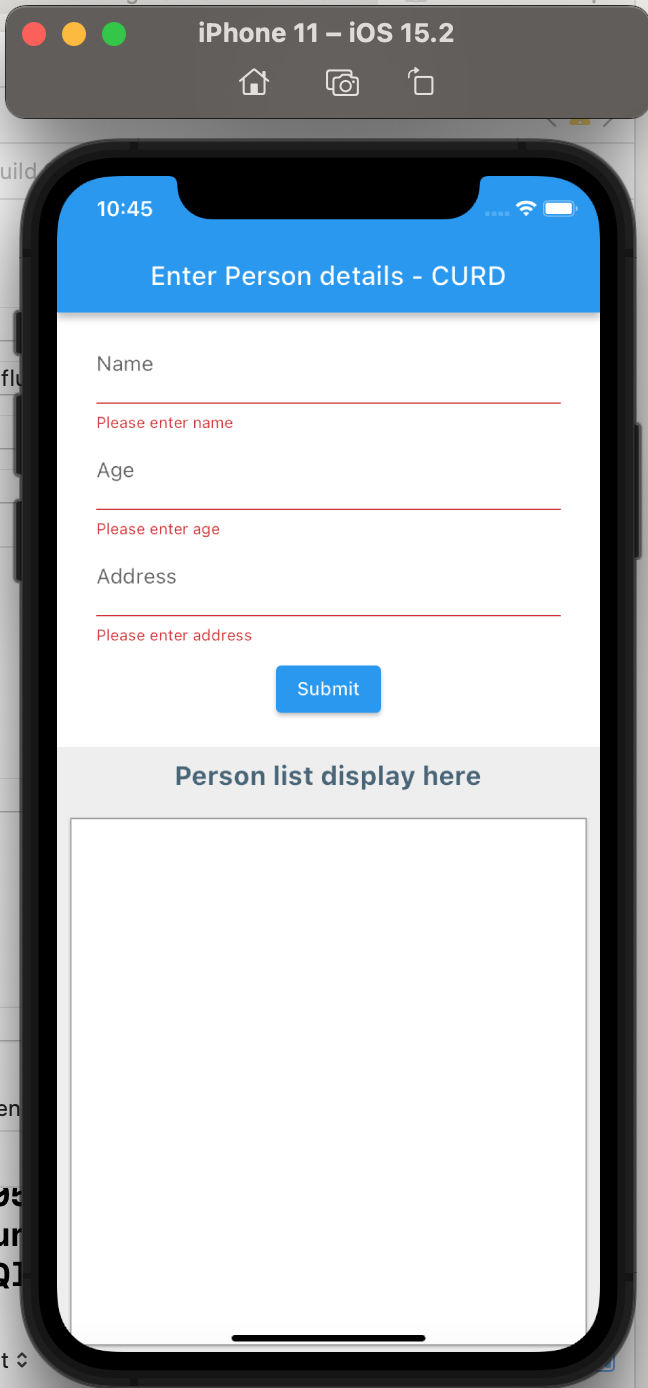 iPhone 11 – iOS 15.2
uild
10:45
Enter Person details - CURD
Name
Please enter name
Age
Please enter age
Address
Please enter address
Submit
Person list display here